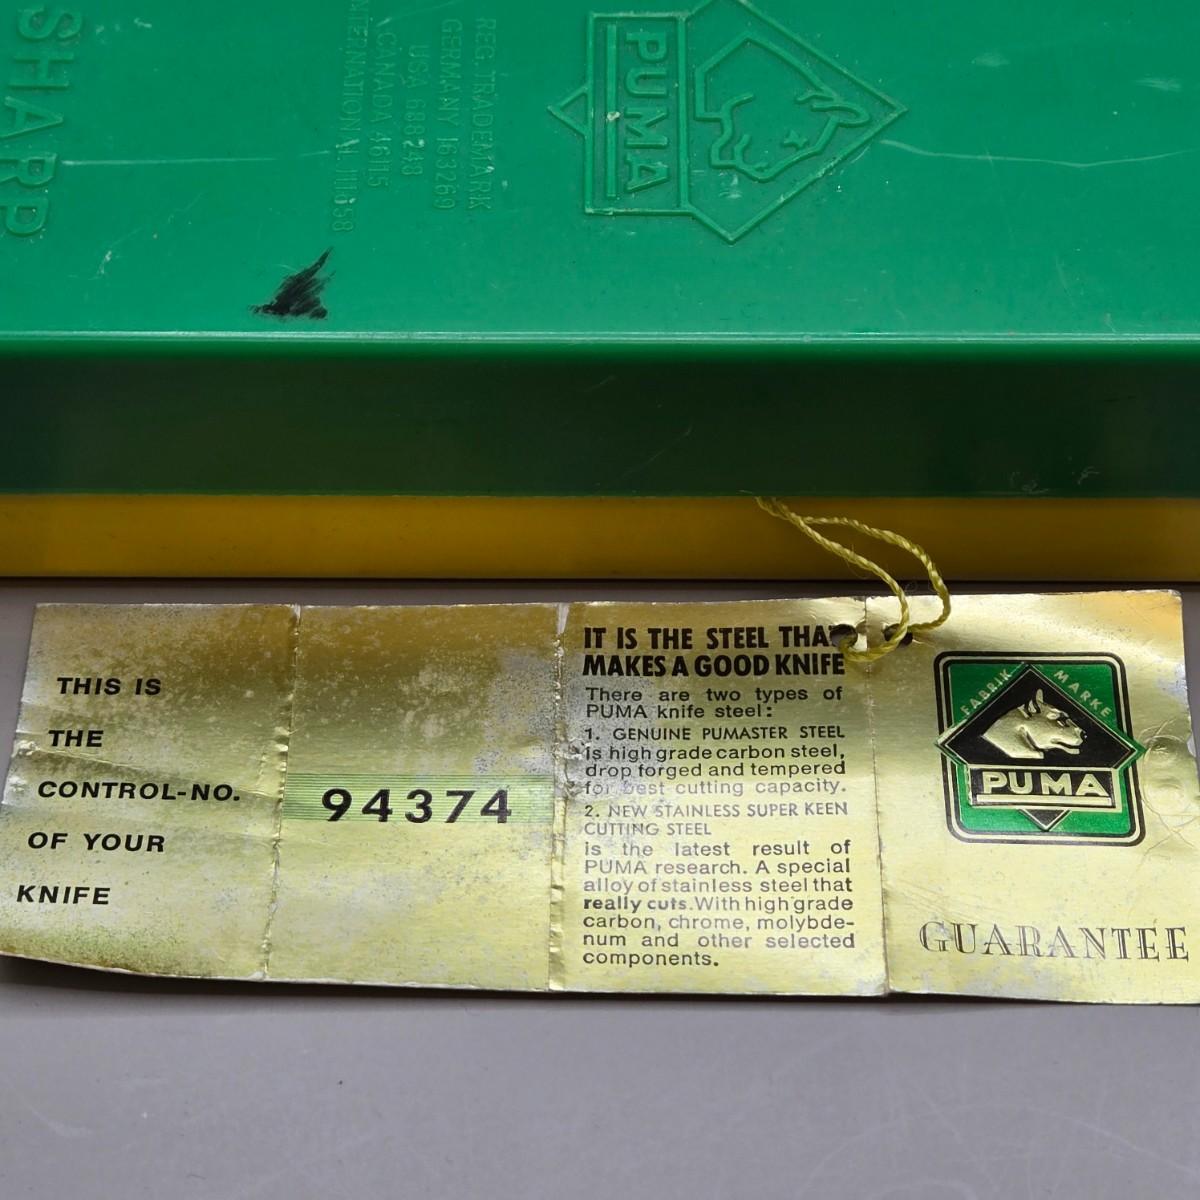 SHARP
REG. TRADEMARK
GERMANY 163269
USA 688 248
CANADA 46115
INTERNATIONAL 111658
PUMA
THIS IS
THE
CONTROL-NO.
OF YOUR
KNIFE
94374
IT IS THE STEEL THAT
MAKES A GOOD KNIFE
There are two types of
PUMA knife steel:
1. GENUINE PUMASTER STEEL
is high grade carbon steel,
drop forged and tempered
for best cutting capacity.
2. NEW STAINLESS SUPER KEEN
CUTTING STEEL
is the latest result of
PUMA research. A special
alloy of stainless steel that
really cuts. With high grade
carbon, chrome, molybde-
num and other selected
components.
FABRIK MARKE
PUMA
GUARANTEE